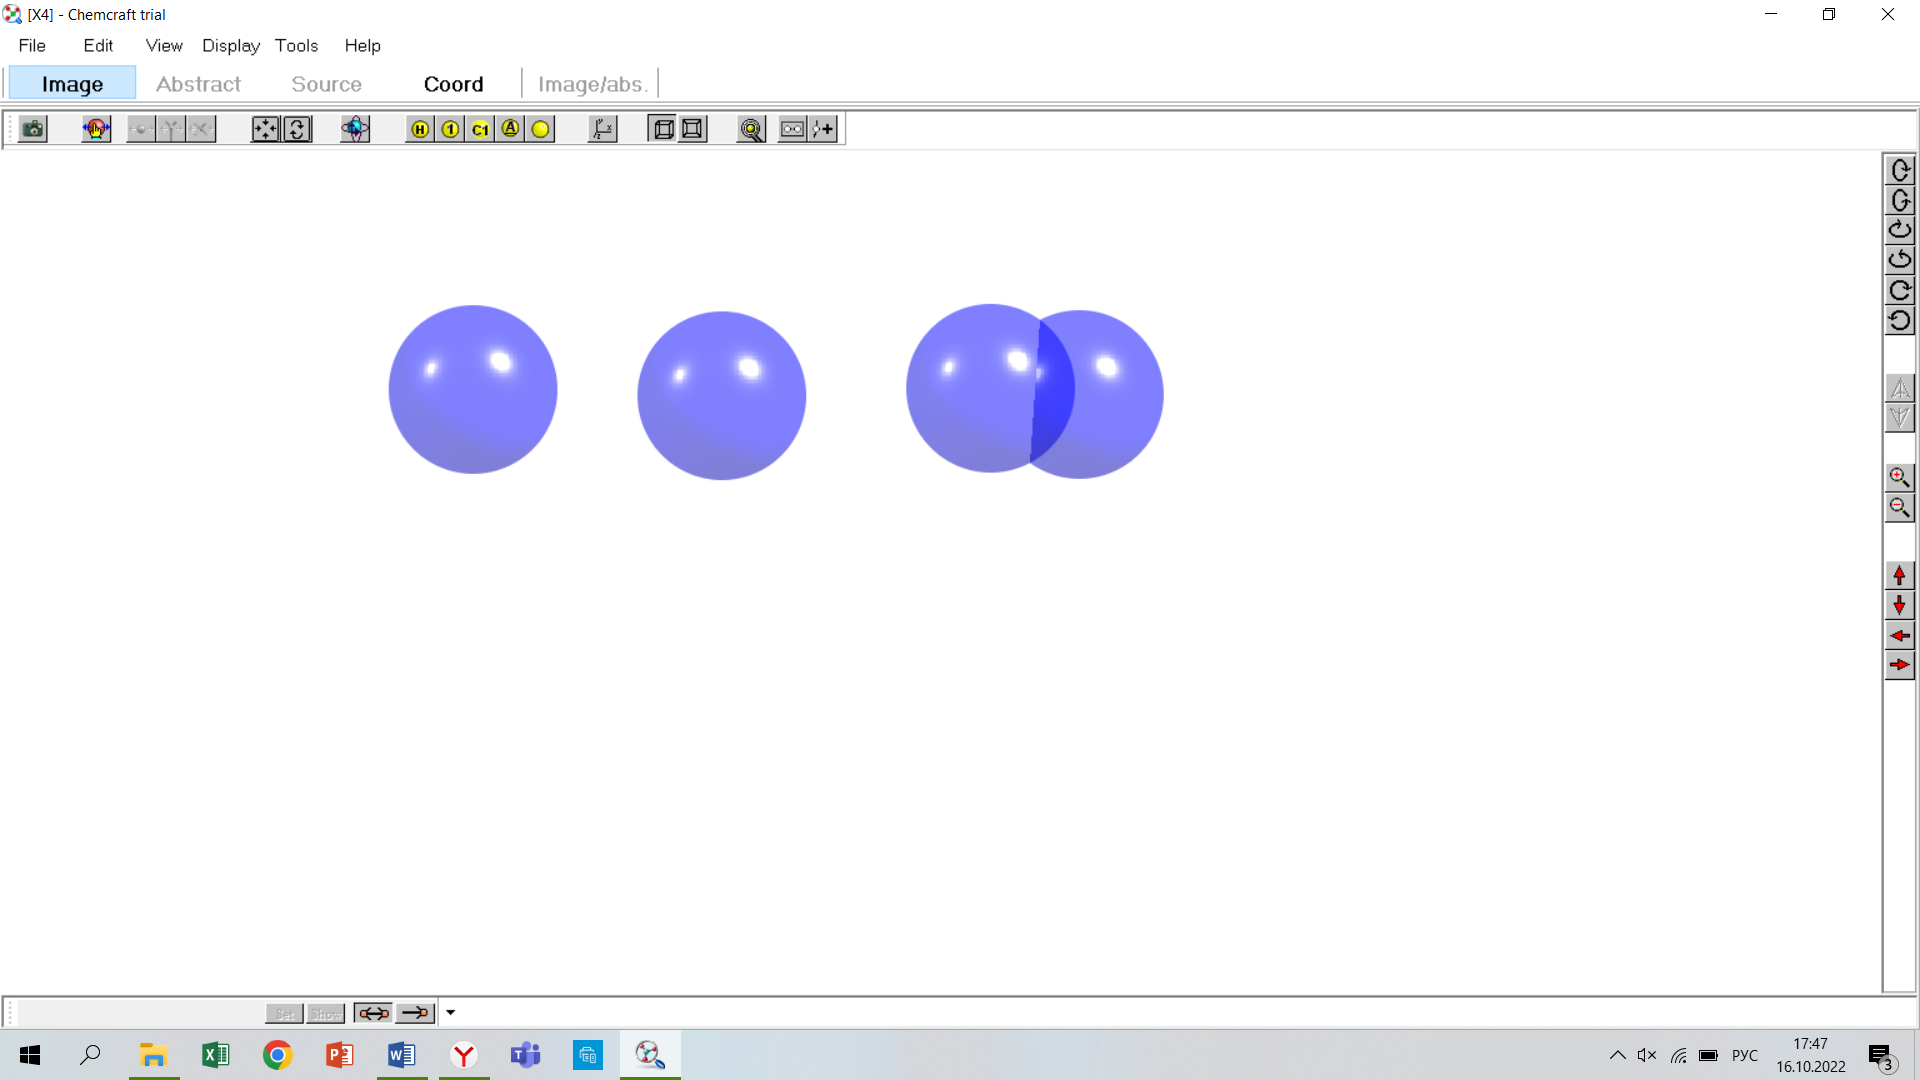 [X4] - Chemcraft trial
File Edit View Display Tools Help
Image Abstract Source Coord Image/abs.
H 1 C1 A
Set Show
РУС
17:47
16.10.2022
3